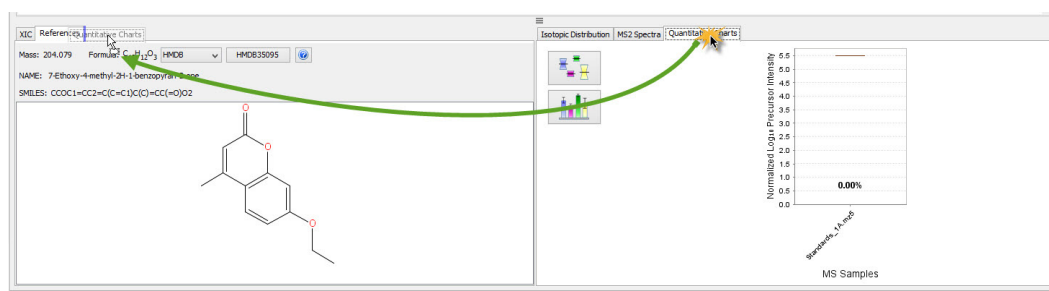 XIC Reference Quantitative Charts
Mass: 204.079 Formula: C H12O3 HMDB HMDB35095
NAME: 7-Ethoxy-4-methyl-2H-1-benzopyran-2-one
SMILES: CCOC1=CC2=C(C=C1)C(C)=CC(=O)O2
O
O
O
Isotopic Distribution MS2 Spectra Quantitative Charts
Normalized Log10 Precursor Intensity
5.5
5.0
4.5
4.0
3.5
3.0
2.5
2.0
1.5
1.0
0.5
0.0
0.00%
Standards_1A.mz5
MS Samples